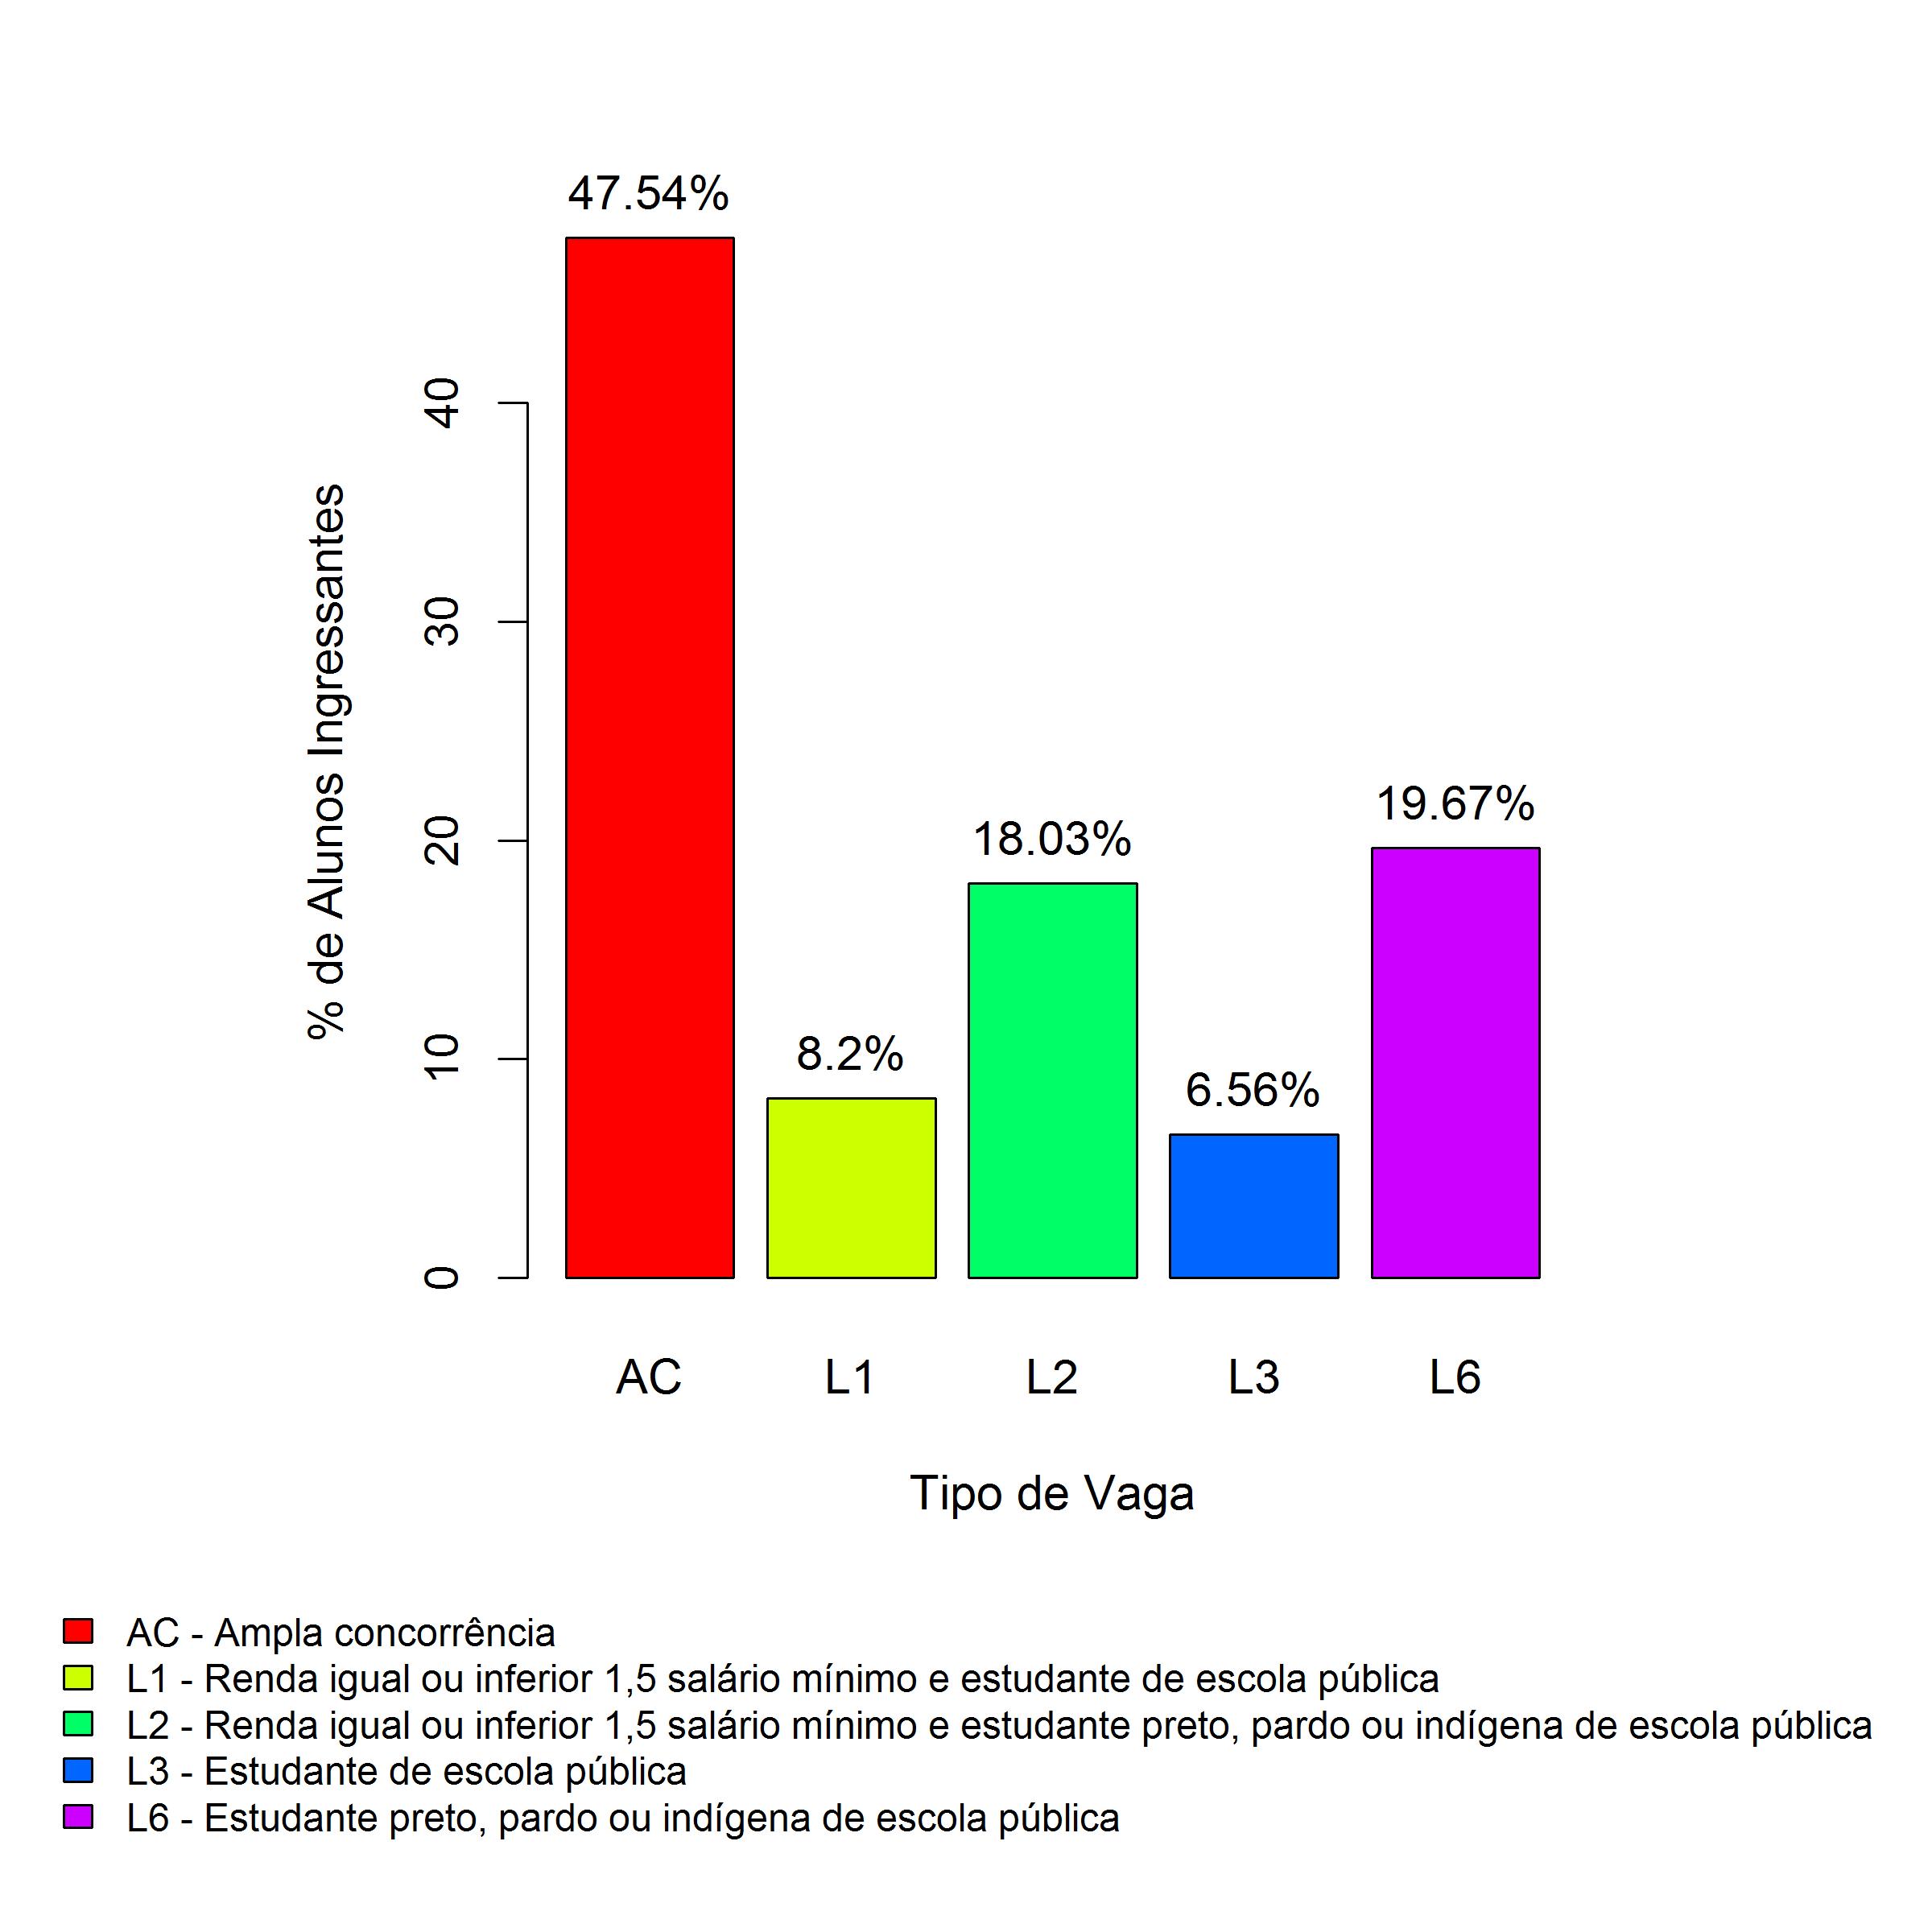 47.54%
40
30
20
10
0
% de Alunos Ingressantes
19.67%
18.03%
8.2%
6.56%
AC L1 L2 L3 L6
Tipo de Vaga
AC - Ampla concorrência
L1 - Renda igual ou inferior 1,5 salário mínimo e estudante de escola pública
L2 - Renda igual ou inferior 1,5 salário mínimo e estudante preto, pardo ou indígena de escola pública
L3 - Estudante de escola pública
L6 - Estudante preto, pardo ou indígena de escola pública